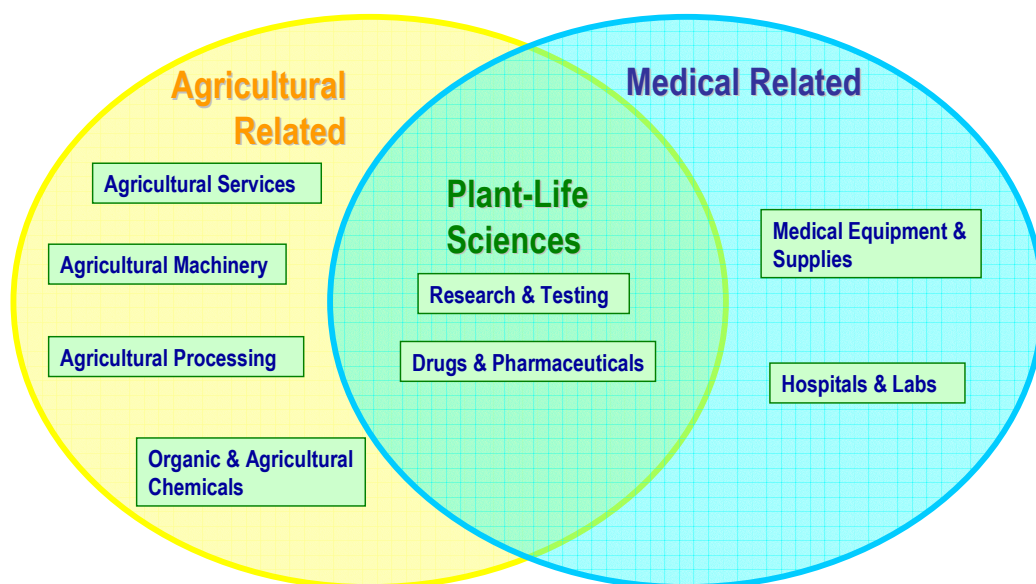 Agricultural
Related
Agricultural Services
Agricultural Machinery
Agricultural Processing
Organic & Agricultural
Chemicals
Plant-Life
Sciences
Research & Testing
Drugs & Pharmaceuticals
Medical Related
Medical Equipment &
Supplies
Hospitals & Labs